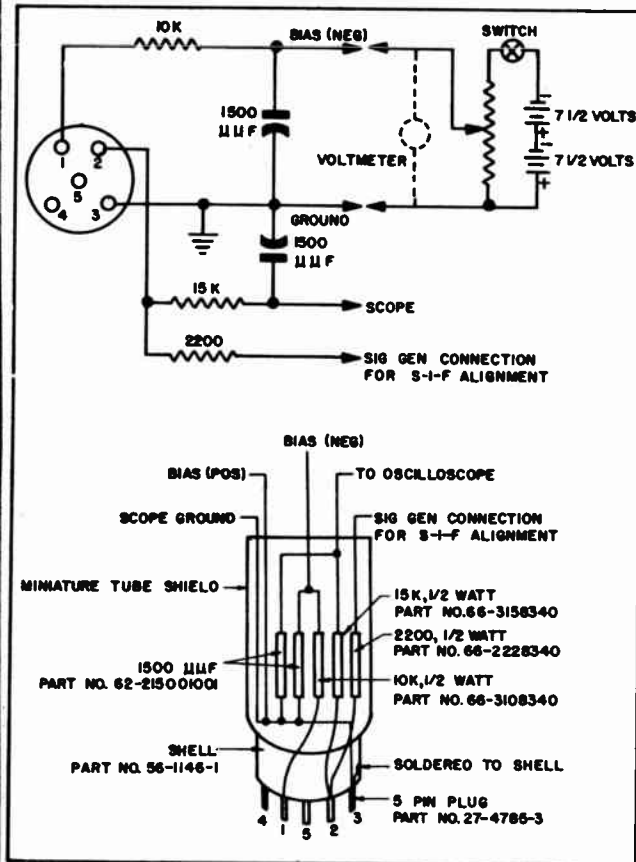 10K
BIAS (NEG)
SWITCH
1500
μμF
VOLTMETER
7 1/2 VOLTS
7 1/2 VOLTS
1
2
5
4
3
GROUND
1500
μμF
15K
SCOPE
2200
SIG GEN CONNECTION
FOR S-I-F ALIGNMENT
BIAS (NEG)
BIAS (POS)
TO OSCILLOSCOPE
SCOPE GROUND
SIG GEN CONNECTION
FOR S-I-F ALIGNMENT
MINIATURE TUBE SHIELD
15K, 1/2 WATT
PART NO. 66-3158340
2200, 1/2 WATT
PART NO. 66-2228340
1500 μμF
PART NO. 62-215001001
10K, 1/2 WATT
PART NO. 66-3108340
SHELL
PART NO. 56-1146-1
SOLDERED TO SHELL
5 PIN PLUG
PART NO. 27-4785-3
4 1 5 2 3